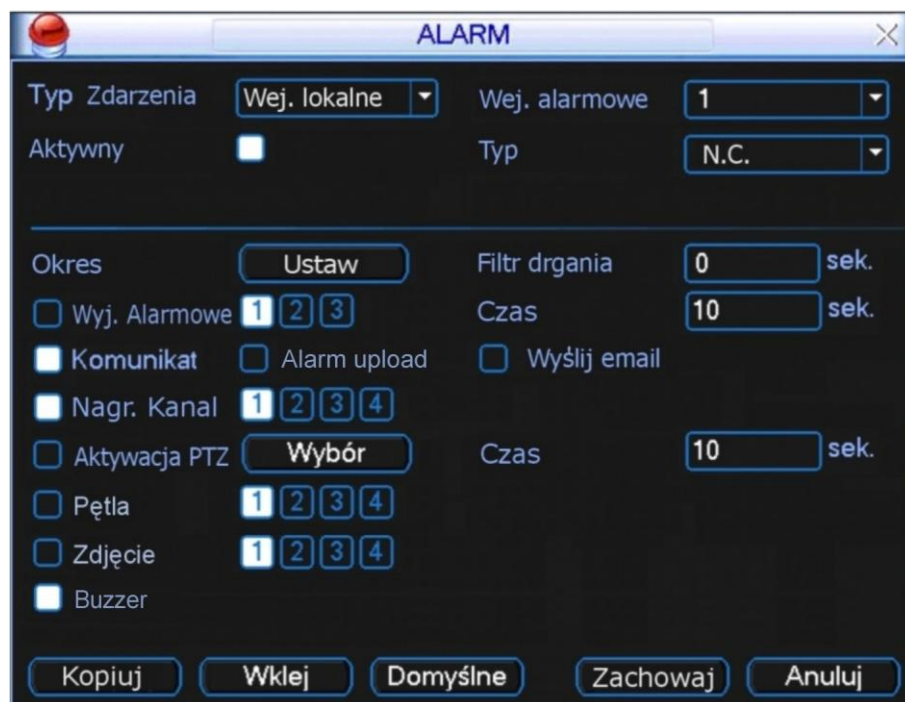 ALARM
Typ Zdarzenia Wej. lokalne Wej. alarmowe 1
Aktywny Typ N.C.
Okres Ustaw Filtr drgania 0 sek.
Wyj. Alarmowe 1 2 3 Czas 10 sek.
Komunikat Alarm upload Wyślij email
Nagr. Kanal 1 2 3 4
Aktywacja PTZ Wybór Czas 10 sek.
Pętla 1 2 3 4
Zdjęcie 1 2 3 4
Buzzer
Kopiuj Wklej Domyślne Zachowaj Anuluj